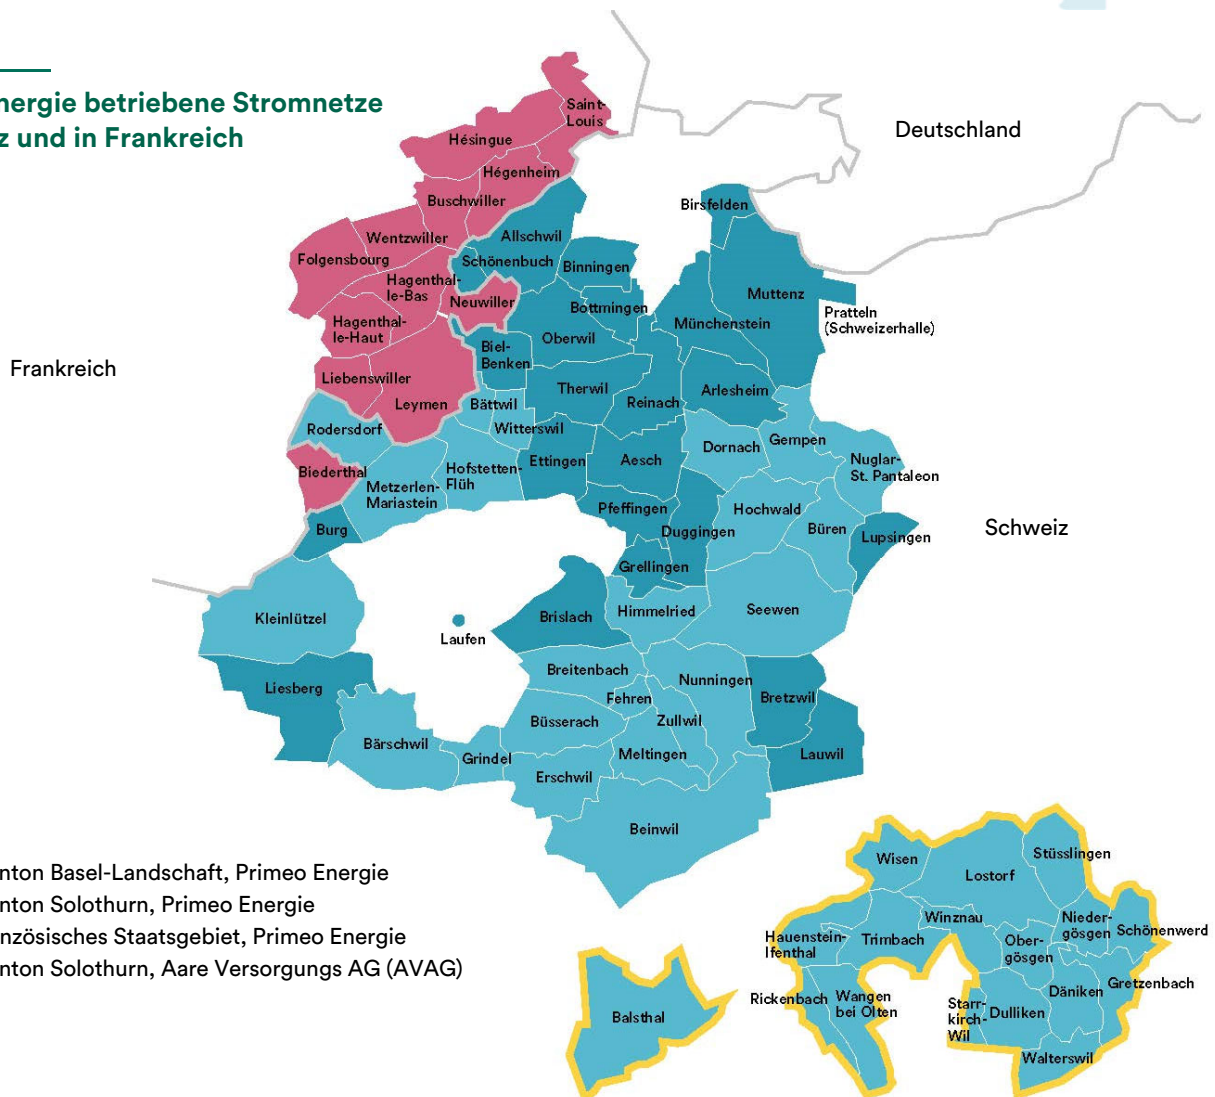 nergie betriebene Stromnetze
z und in Frankreich
Deutschland
Frankreich
Schweiz
Saint-
Louis
Hésingue
Hégenheim
Buschwiller
Wentzwiller
Folgensbourg
Hagenthal-
le-Bas
Neuwiller
Hagenthal-
le-Haut
Liebenswiller
Leymen
Biederthal
Birsfelden
Allschwil
Schönenbuch
Binningen
Bottmingen
Muttenz
Münchenstein
Pratteln
(Schweizerhalle)
Oberwil
Biel-
Benken
Therwil
Reinach
Arlesheim
Bättwil
Witterswil
Rodersdorf
Dornach
Gempen
Ettingen
Aesch
Hofstetten-
Flüh
Metzerlen-
Mariastein
Nuglar-
St. Pantaleon
Pfeffingen
Hochwald
Burg
Duggingen
Büren
Lupsingen
Grellingen
Kleinlützel
Brislach
Himmelried
Seewen
Laufen
Breitenbach
Nunningen
Liesberg
Fehren
Bretzwil
Büsserach
Zullwil
Bärschwil
Grindel
Meltingen
Lauwil
Erschwil
Beinwil
nton Basel-Landschaft, Primeo Energie
nton Solothurn, Primeo Energie
nzösisches Staatsgebiet, Primeo Energie
nton Solothurn, Aare Versorgungs AG (AVAG)
Wisen
Stüsslingen
Lostorf
Winznau
Nieder-
gösgen
Schönenwerd
Hauenstein-
Ifenthal
Trimbach
Ober-
gösgen
Gretzenbach
Rickenbach
Wangen
bei Olten
Däniken
Starr-
kirch-
Wil
Dulliken
Balsthal
Walterswil